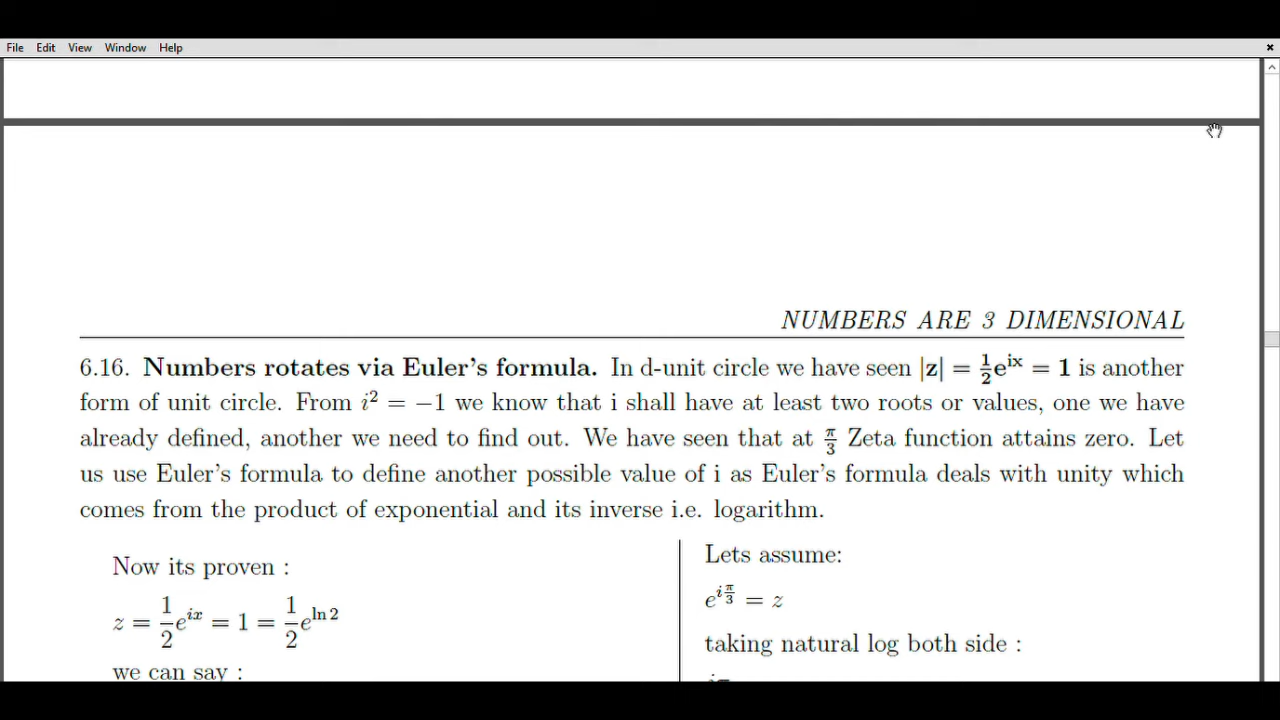 File Edit View Window Help
NUMBERS ARE 3 DIMENSIONAL
6.16. Numbers rotates via Euler's formula. In d-unit circle we have seen |z| = ½e^{ix} = 1 is another
form of unit circle. From i² = −1 we know that i shall have at least two roots or values, one we have
already defined, another we need to find out. We have seen that at π/3 Zeta function attains zero. Let
us use Euler's formula to define another possible value of i as Euler's formula deals with unity which
comes from the product of exponential and its inverse i.e. logarithm.
Now its proven :
z = 1/2 e^{ix} = 1 = 1/2 e^{ln 2}
we can say :
Lets assume:
e^{iπ/3} = z
taking natural log both side :